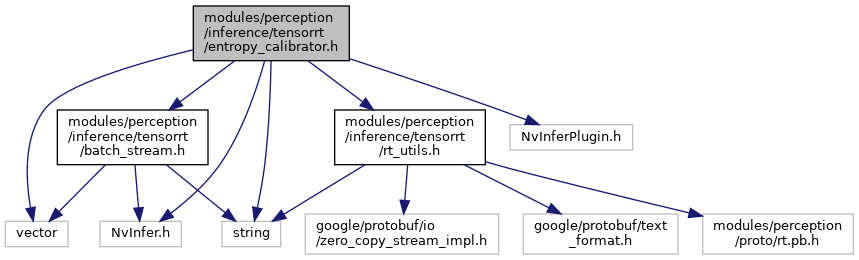 modules/perception
/inference/tensorrt
/entropy_calibrator.h
modules/perception
/inference/tensorrt
/batch_stream.h
modules/perception
/inference/tensorrt
/rt_utils.h
NvInferPlugin.h
vector
NvInfer.h
string
google/protobuf/io
/zero_copy_stream_impl.h
google/protobuf/text
_format.h
modules/perception
/proto/rt.pb.h